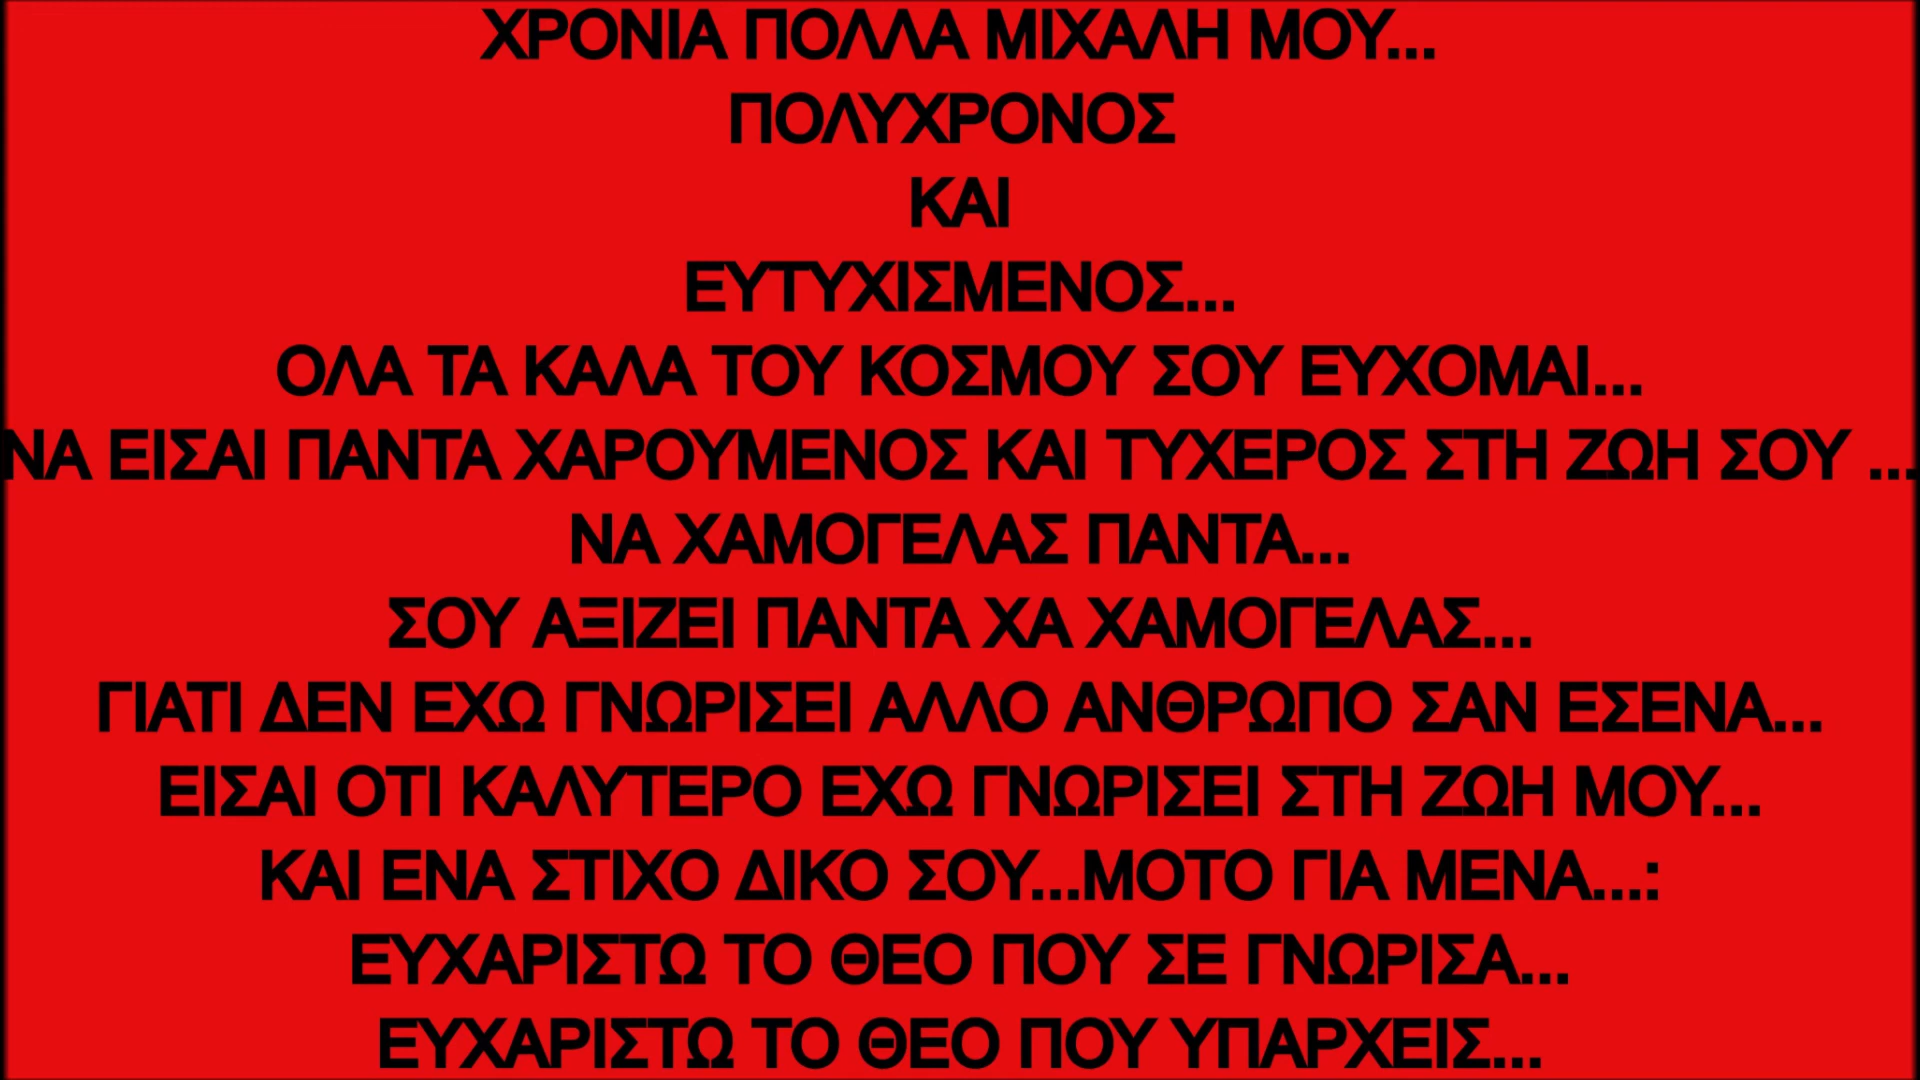 ΧΡΟΝΙΑ ΠΟΛΛΑ ΜΙΧΑΛΗ ΜΟΥ...
ΠΟΛΥΧΡΟΝΟΣ
ΚΑΙ
ΕΥΤΥΧΙΣΜΕΝΟΣ...
ΟΛΑ ΤΑ ΚΑΛΑ ΤΟΥ ΚΟΣΜΟΥ ΣΟΥ ΕΥΧΟΜΑΙ...
ΝΑ ΕΙΣΑΙ ΠΑΝΤΑ ΧΑΡΟΥΜΕΝΟΣ ΚΑΙ ΤΥΧΕΡΟΣ ΣΤΗ ΖΩΗ ΣΟΥ ...
ΝΑ ΧΑΜΟΓΕΛΑΣ ΠΑΝΤΑ...
ΣΟΥ ΑΞΙΖΕΙ ΠΑΝΤΑ ΧΑ ΧΑΜΟΓΕΛΑΣ...
ΓΙΑΤΙ ΔΕΝ ΕΧΩ ΓΝΩΡΙΣΕΙ ΑΛΛΟ ΑΝΘΡΩΠΟ ΣΑΝ ΕΣΕΝΑ...
ΕΙΣΑΙ ΟΤΙ ΚΑΛΥΤΕΡΟ ΕΧΩ ΓΝΩΡΙΣΕΙ ΣΤΗ ΖΩΗ ΜΟΥ...
ΚΑΙ ΕΝΑ ΣΤΙΧΟ ΔΙΚΟ ΣΟΥ...ΜΟΤΟ ΓΙΑ ΜΕΝΑ...:
ΕΥΧΑΡΙΣΤΩ ΤΟ ΘΕΟ ΠΟΥ ΣΕ ΓΝΩΡΙΣΑ...
ΕΥΧΑΡΙΣΤΩ ΤΟ ΘΕΟ ΠΟΥ ΥΠΑΡΧΕΙΣ...